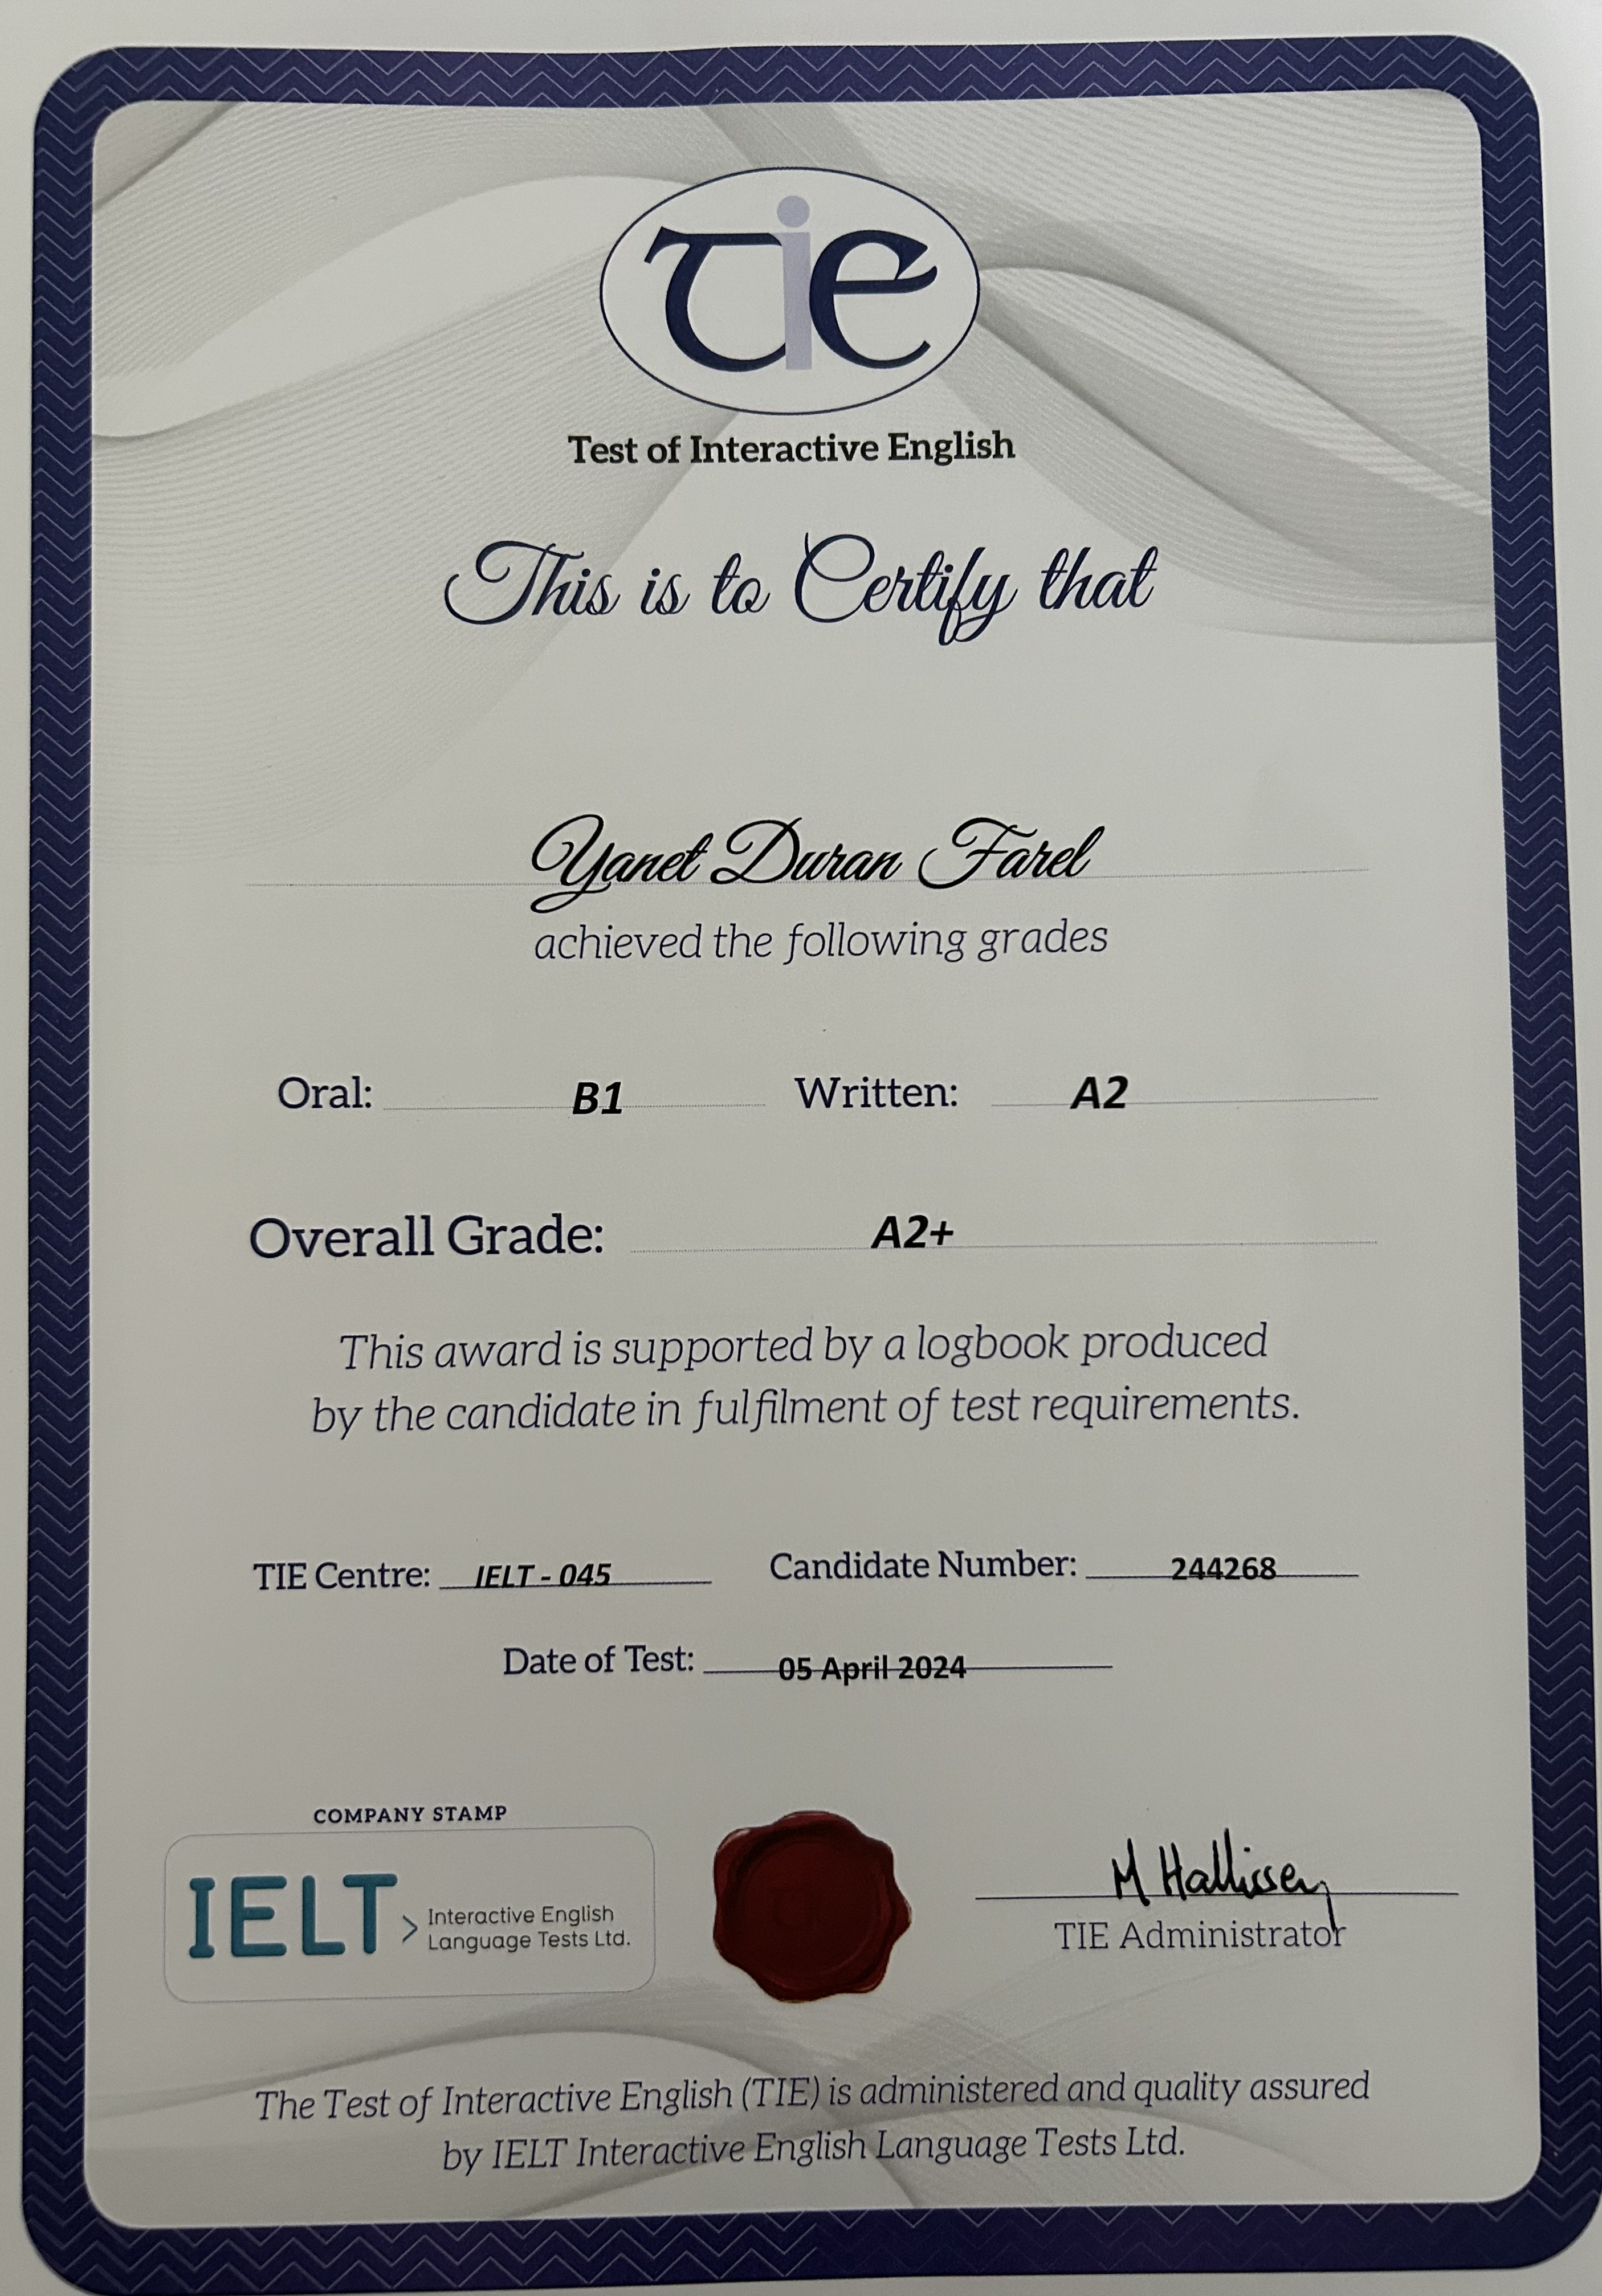 tie
Test of Interactive English
This is to Certify that
Yanet Duran Farel
achieved the following grades
Oral: B1 Written: A2
Overall Grade: A2+
This award is supported by a logbook produced
by the candidate in fulfilment of test requirements.
TIE Centre: IELT - 045 Candidate Number: 244268
Date of Test: 05 April 2024
COMPANY STAMP
IELT > Interactive English
Language Tests Ltd.
M Hallissey
TIE Administrator
The Test of Interactive English (TIE) is administered and quality assured
by IELT Interactive English Language Tests Ltd.